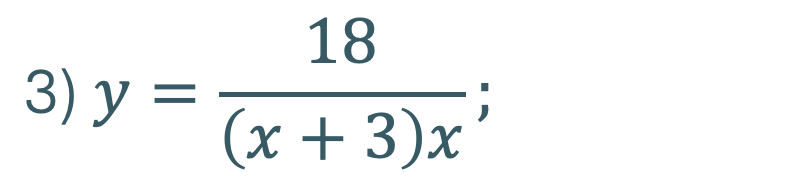 3) y = 18 / ((x + 3)x);